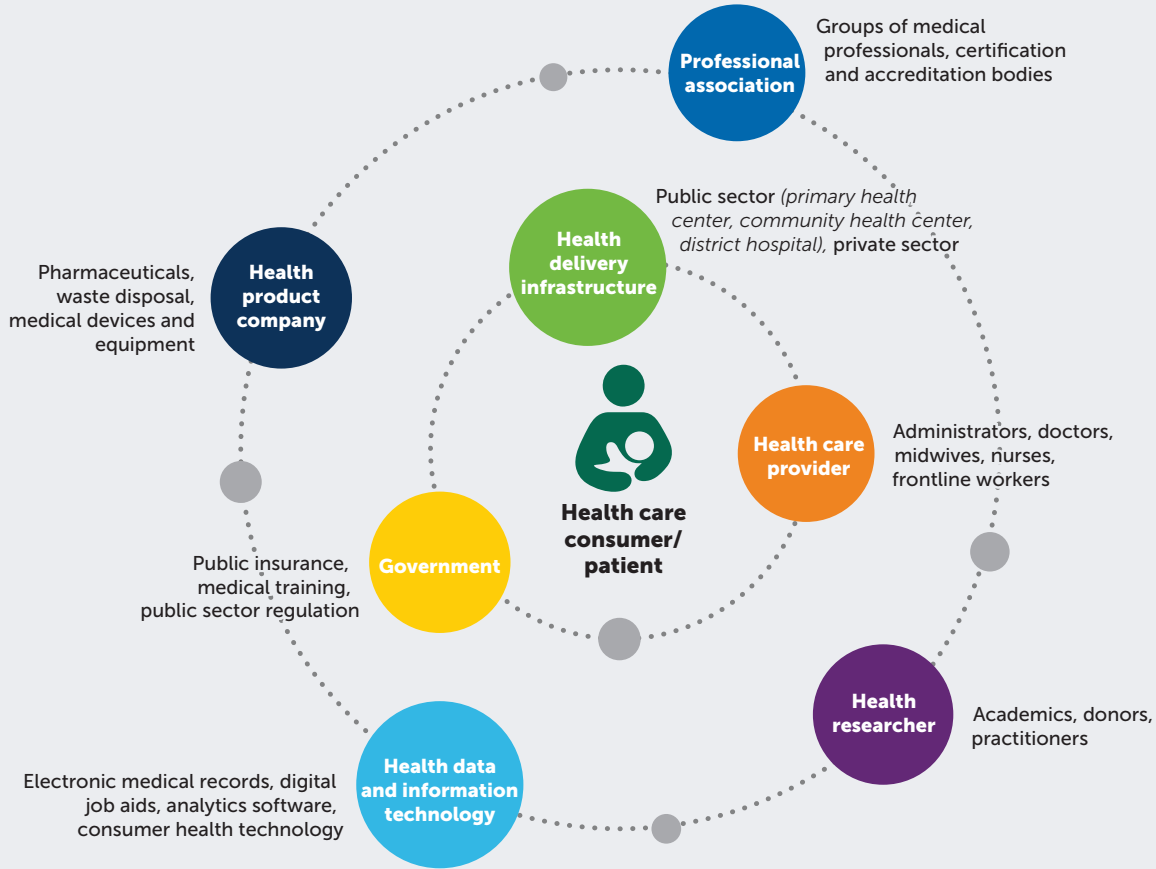 Professional
association
Groups of medical
professionals, certification
and accreditation bodies
Health
delivery
infrastructure
Public sector (primary health
center, community health center,
district hospital), private sector
Health
product
company
Pharmaceuticals,
waste disposal,
medical devices and
equipment
Health care
provider
Administrators, doctors,
midwives, nurses,
frontline workers
Health care
consumer/
patient
Government
Public insurance,
medical training,
public sector regulation
Health
researcher
Academics, donors,
practitioners
Health data
and information
technology
Electronic medical records, digital
job aids, analytics software,
consumer health technology